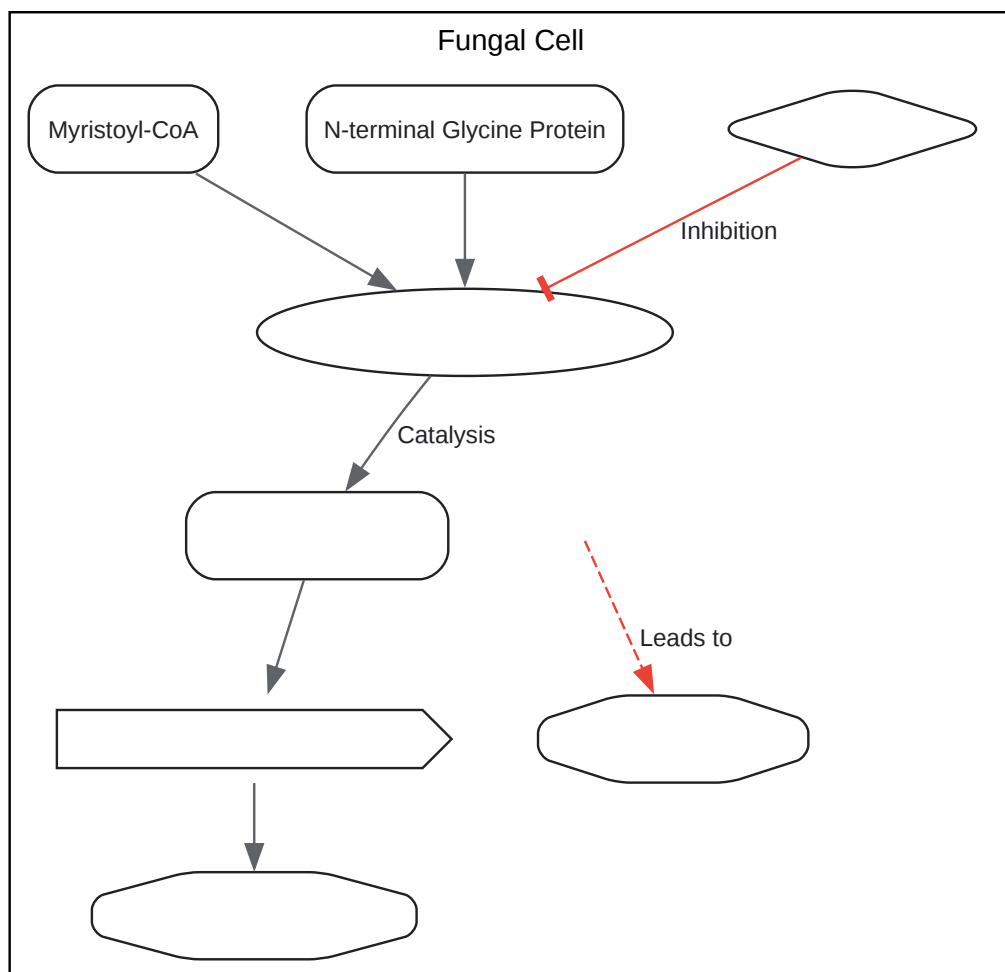 Fungal Cell
Myristoyl-CoA
N-terminal Glycine Protein
Inhibition
Catalysis
Leads to